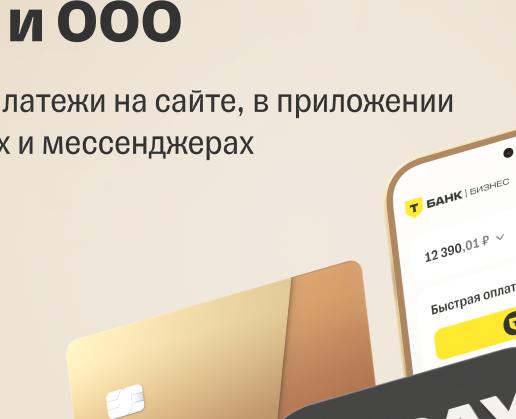 и ООО
латежи на сайте, в приложении
х и мессенджерах
Т БАНК | БИЗНЕС
12 390,01 ₽
Быстрая оплат